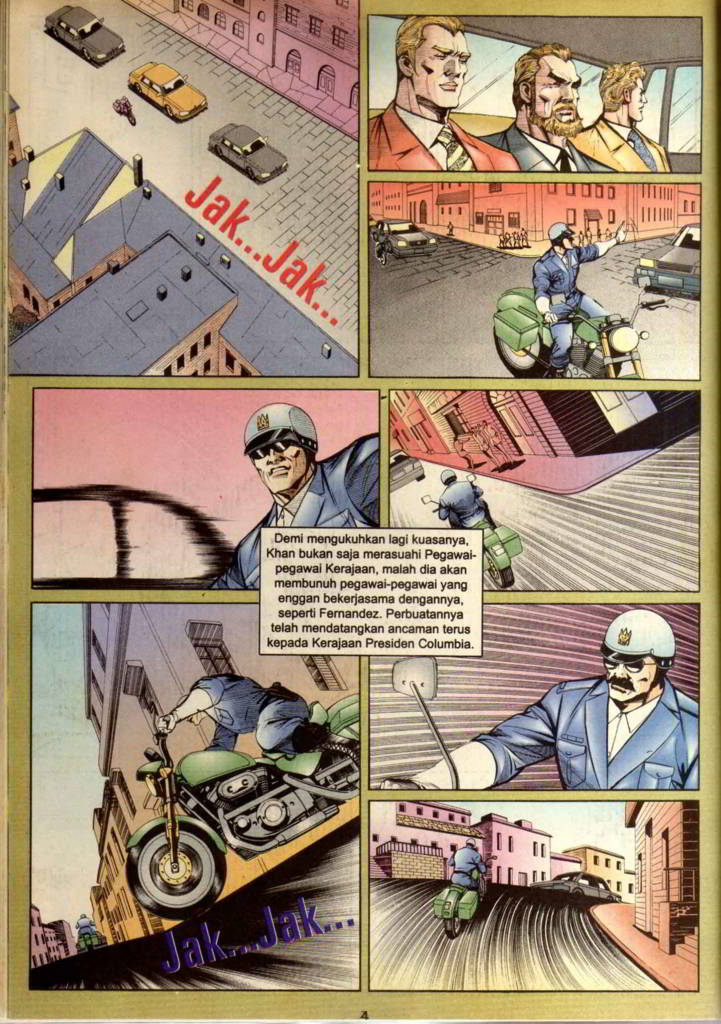 Jak...Jak...
Demi mengukuhkan lagi kuasanya,
Khan bukan saja merasuahi Pegawai-
pegawai Kerajaan, malah dia akan
membunuh pegawai-pegawai yang
enggan bekerjasama dengannya,
seperti Fernandez. Perbuatannya
telah mendatangkan ancaman terus
kepada Kerajaan Presiden Columbia.
Jak...Jak...
4